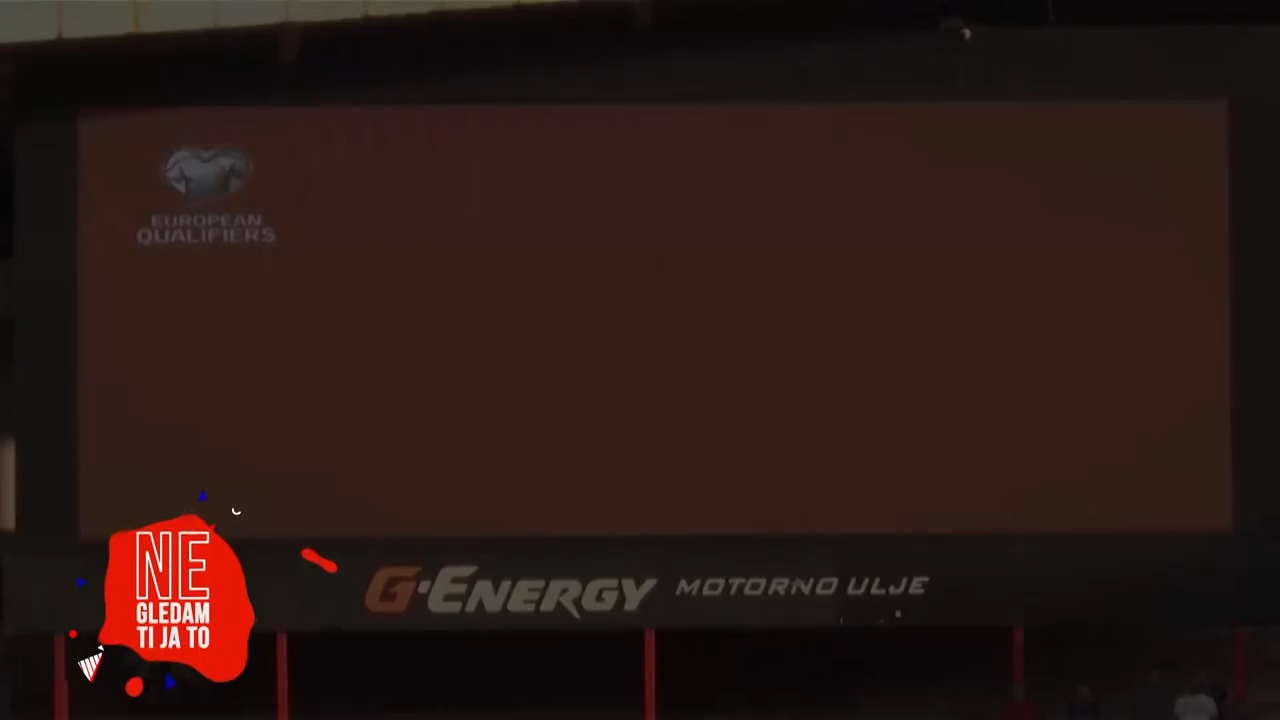 EUROPEAN
QUALIFIERS
NE
GLEDAM
TI JA TO
G-ENERGY MOTORNO ULJE